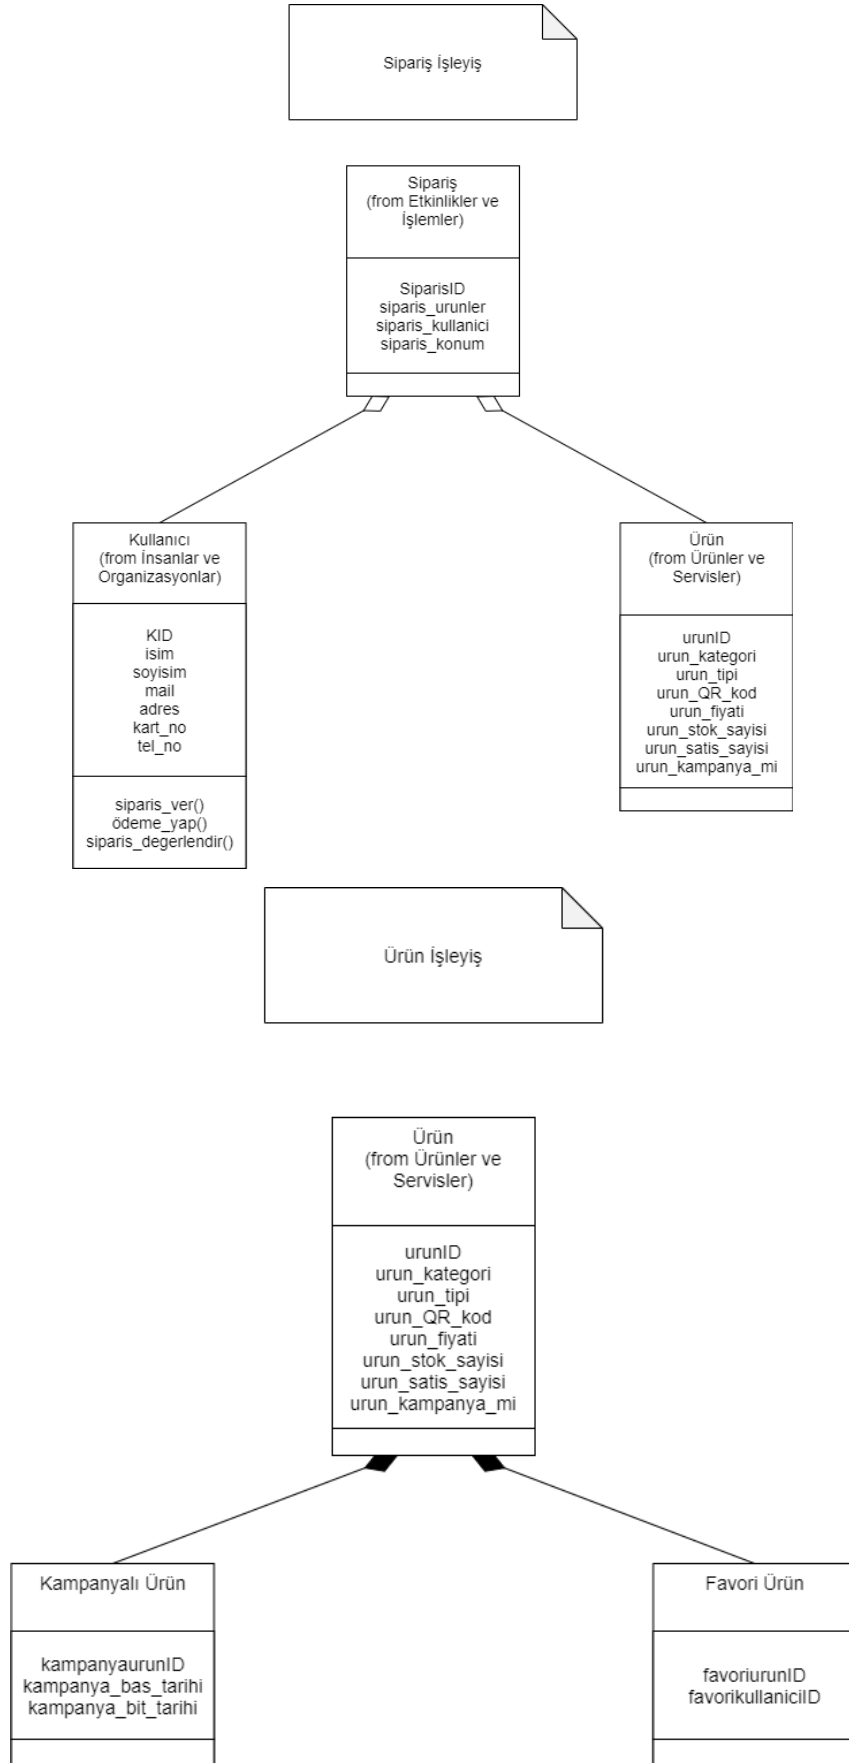 Sipariş İşleyiş
Sipariş
(from Etkinlikler ve
İşlemler)
SiparisID
siparis_urunler
siparis_kullanici
siparis_konum
Kullanıcı
(from İnsanlar ve
Organizasyonlar)
KID
isim
soyisim
mail
adres
kart_no
tel_no
siparis_ver()
ödeme_yap()
siparis_degerlendir()
Ürün
(from Ürünler ve
Servisler)
urunID
urun_kategori
urun_tipi
urun_QR_kod
urun_fiyati
urun_stok_sayisi
urun_satis_sayisi
urun_kampanya_mi
Ürün İşleyiş
Ürün
(from Ürünler ve
Servisler)
urunID
urun_kategori
urun_tipi
urun_QR_kod
urun_fiyati
urun_stok_sayisi
urun_satis_sayisi
urun_kampanya_mi
Kampanyalı Ürün
kampanyaurunID
kampanya_bas_tarihi
kampanya_bit_tarihi
Favori Ürün
favoriurunID
favorikullaniciID